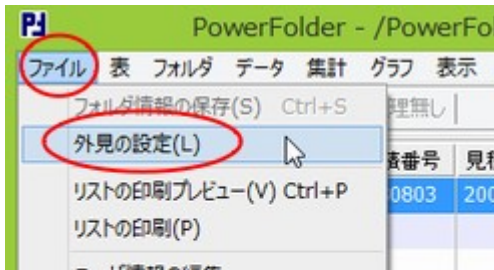 PowerFolder - /PowerFo
ファイル 表 フォルダ データ 集計 グラフ 表示
フォルダ情報の保存(S) Ctrl+S
理無し
外見の設定(L)
積番号 見積
リストの印刷プレビュー(V) Ctrl+P
0803 200
リストの印刷(P)